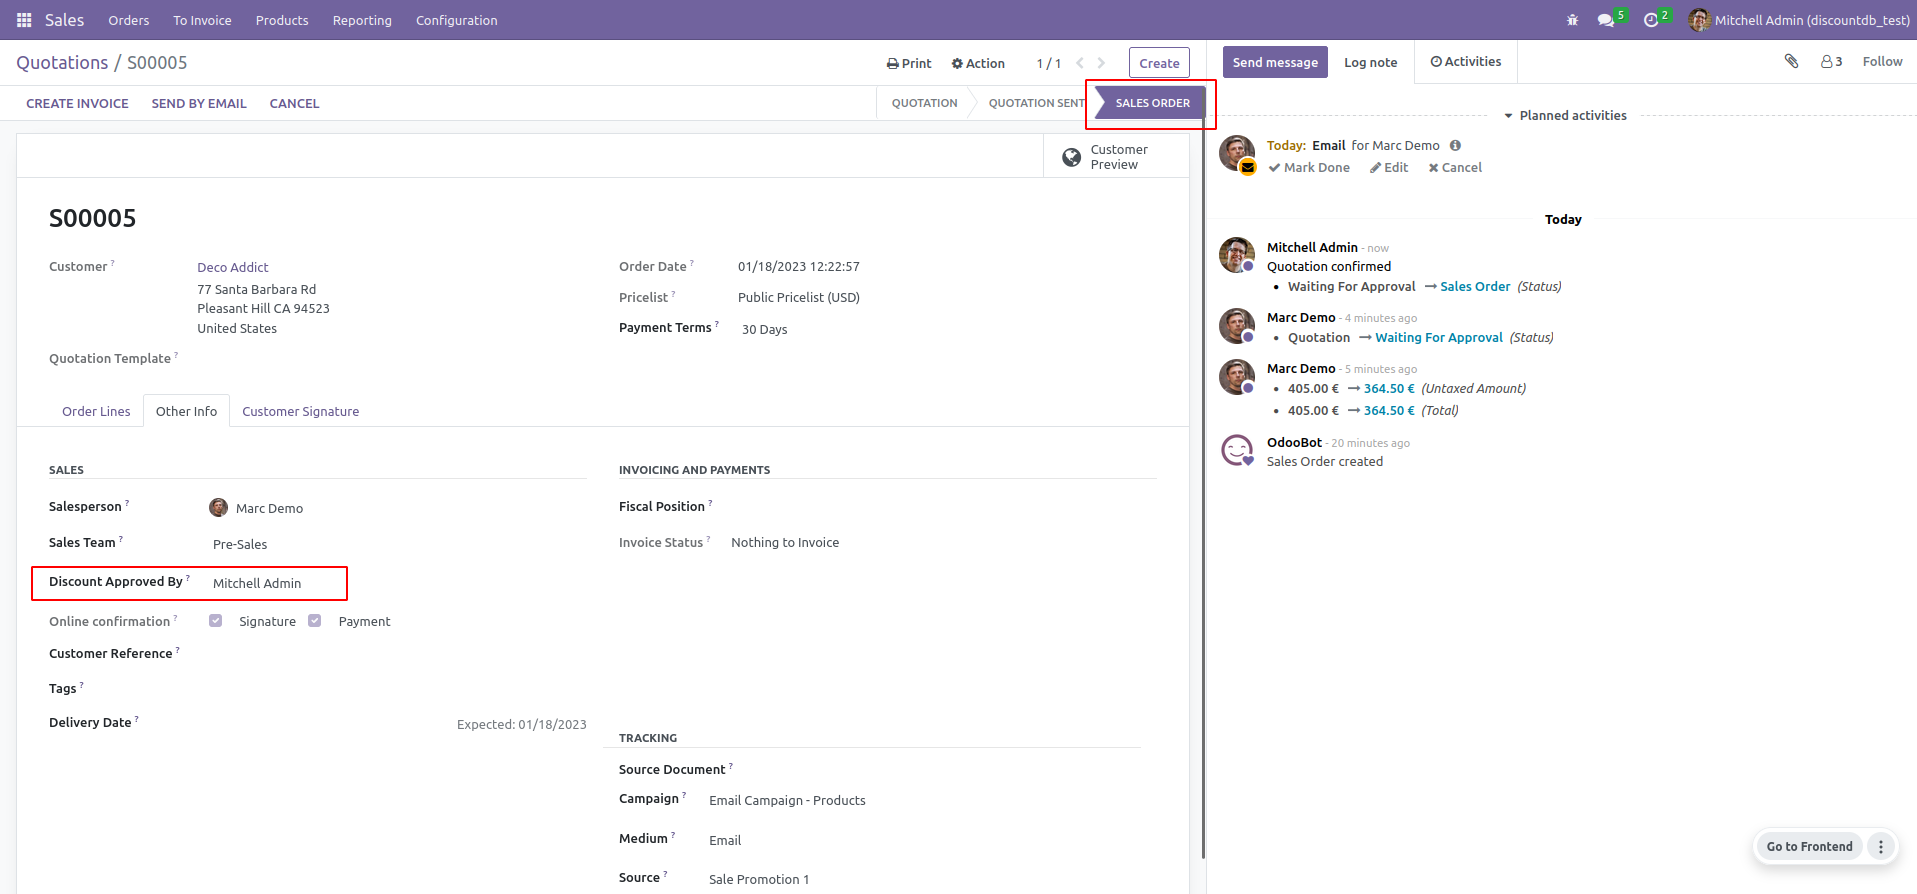 Sales Orders To Invoice Products Reporting Configuration 5 2 Mitchell Admin (discountdb_test)
Quotations / S00005 Print Action 1 / 1 Create
CREATE INVOICE SEND BY EMAIL CANCEL QUOTATION QUOTATION SENT SALES ORDER
Customer
Preview
S00005
Customer ? Deco Addict
77 Santa Barbara Rd
Pleasant Hill CA 94523
United States
Quotation Template ?
Order Date ? 01/18/2023 12:22:57
Pricelist ? Public Pricelist (USD)
Payment Terms ? 30 Days
Order Lines Other Info Customer Signature
SALES
Salesperson ? Marc Demo
Sales Team ? Pre-Sales
Discount Approved By ? Mitchell Admin
Online confirmation ? Signature Payment
Customer Reference ?
Tags ?
Delivery Date ? Expected: 01/18/2023
INVOICING AND PAYMENTS
Fiscal Position ?
Invoice Status ? Nothing to Invoice
TRACKING
Source Document ?
Campaign ? Email Campaign - Products
Medium ? Email
Source ? Sale Promotion 1
Send message Log note Activities 3 Follow
Planned activities
Today: Email for Marc Demo
Mark Done Edit Cancel
Today
Mitchell Admin - now
Quotation confirmed
• Waiting For Approval → Sales Order (Status)
Marc Demo - 4 minutes ago
• Quotation → Waiting For Approval (Status)
Marc Demo - 5 minutes ago
• 405.00 € → 364.50 € (Untaxed Amount)
• 405.00 € → 364.50 € (Total)
OdooBot - 20 minutes ago
Sales Order created
Go to Frontend